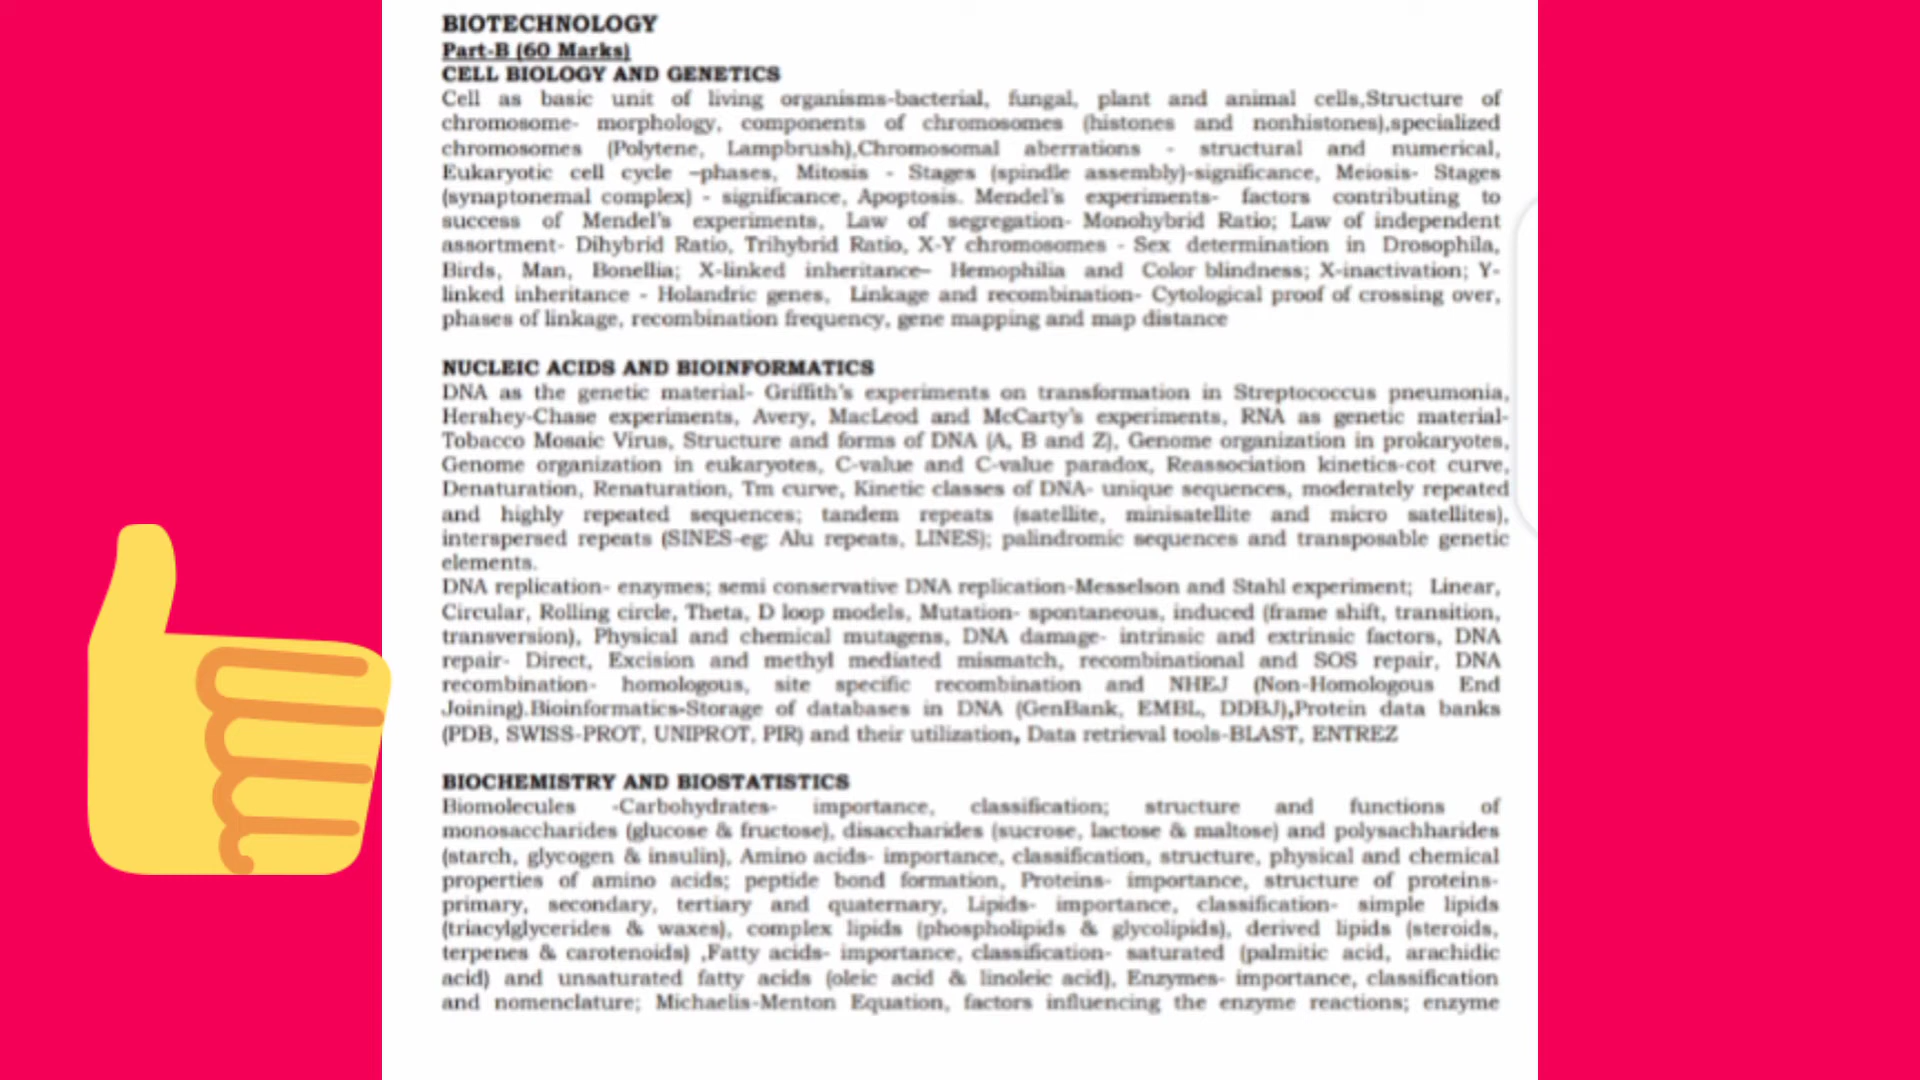 BIOTECHNOLOGY
Part-B (60 Marks)
CELL BIOLOGY AND GENETICS
Cell as basic unit of living organisms-bacterial, fungal, plant and animal cells,Structure of
chromosome- morphology, components of chromosomes (histones and nonhistones),specialized
chromosomes (Polytene, Lampbrush),Chromosomal aberrations - structural and numerical,
Eukaryotic cell cycle –phases, Mitosis - Stages (spindle assembly)-significance, Meiosis- Stages
(synaptonemal complex) - significance, Apoptosis. Mendel's experiments- factors contributing to
success of Mendel's experiments, Law of segregation- Monohybrid Ratio; Law of independent
assortment- Dihybrid Ratio, Trihybrid Ratio, X-Y chromosomes - Sex determination in Drosophila,
Birds, Man, Bonellia; X-linked inheritance– Hemophilia and Color blindness; X-inactivation; Y-
linked inheritance - Holandric genes, Linkage and recombination- Cytological proof of crossing over,
phases of linkage, recombination frequency, gene mapping and map distance
NUCLEIC ACIDS AND BIOINFORMATICS
DNA as the genetic material- Griffith's experiments on transformation in Streptococcus pneumonia,
Hershey-Chase experiments, Avery, MacLeod and McCarty's experiments, RNA as genetic material-
Tobacco Mosaic Virus, Structure and forms of DNA (A, B and Z), Genome organization in prokaryotes,
Genome organization in eukaryotes, C-value and C-value paradox, Reassociation kinetics-cot curve,
Denaturation, Renaturation, Tm curve, Kinetic classes of DNA- unique sequences, moderately repeated
and highly repeated sequences; tandem repeats (satellite, minisatellite and micro satellites),
interspersed repeats (SINES-eg: Alu repeats, LINES); palindromic sequences and transposable genetic
elements.
DNA replication- enzymes; semi conservative DNA replication-Messelson and Stahl experiment; Linear,
Circular, Rolling circle, Theta, D loop models, Mutation- spontaneous, induced (frame shift, transition,
transversion), Physical and chemical mutagens, DNA damage- intrinsic and extrinsic factors, DNA
repair- Direct, Excision and methyl mediated mismatch, recombinational and SOS repair, DNA
recombination- homologous, site specific recombination and NHEJ (Non-Homologous End
Joining).Bioinformatics-Storage of databases in DNA (GenBank, EMBL, DDBJ),Protein data banks
(PDB, SWISS-PROT, UNIPROT, PIR) and their utilization, Data retrieval tools-BLAST, ENTREZ
BIOCHEMISTRY AND BIOSTATISTICS
Biomolecules -Carbohydrates- importance, classification; structure and functions of
monosaccharides (glucose & fructose), disaccharides (sucrose, lactose & maltose) and polysachharides
(starch, glycogen & insulin), Amino acids- importance, classification, structure, physical and chemical
properties of amino acids; peptide bond formation, Proteins- importance, structure of proteins-
primary, secondary, tertiary and quaternary, Lipids- importance, classification- simple lipids
(triacylglycerides & waxes), complex lipids (phospholipids & glycolipids), derived lipids (steroids,
terpenes & carotenoids) ,Fatty acids- importance, classification- saturated (palmitic acid, arachidic
acid) and unsaturated fatty acids (oleic acid & linoleic acid), Enzymes- importance, classification
and nomenclature; Michaelis-Menton Equation, factors influencing the enzyme reactions; enzyme